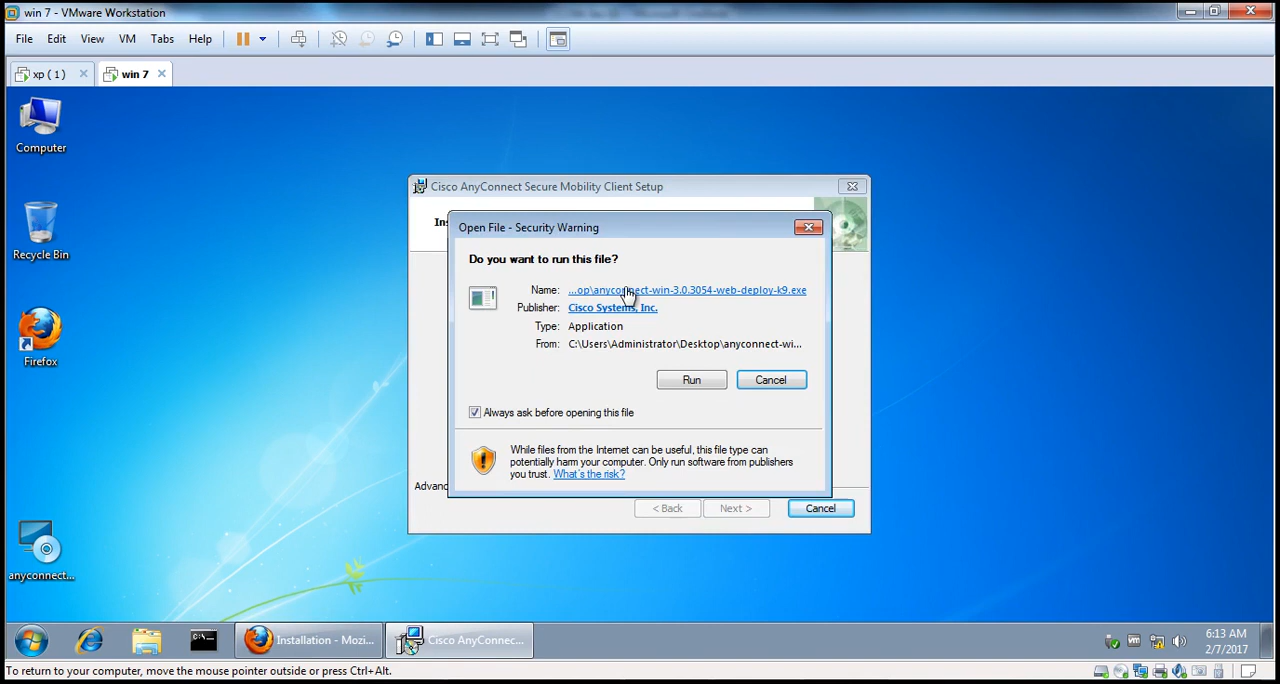 win 7 - VMware Workstation
File Edit View VM Tabs Help
xp ( 1 ) win 7
Computer
Recycle Bin
Firefox
anyconnect...
Cisco AnyConnect Secure Mobility Client Setup
Ins
Open File - Security Warning
Do you want to run this file?
Name: ...op\anyconnect-win-3.0.3054-web-deploy-k9.exe
Publisher: Cisco Systems, Inc.
Type: Application
From: C:\Users\Administrator\Desktop\anyconnect-wi...
Run Cancel
Always ask before opening this file
While files from the Internet can be useful, this file type can
potentially harm your computer. Only run software from publishers
you trust. What's the risk?
Advanc
< Back Next > Cancel
Installation - Mozi... Cisco AnyConnec...
6:13 AM
2/7/2017
To return to your computer, move the mouse pointer outside or press Ctrl+Alt.